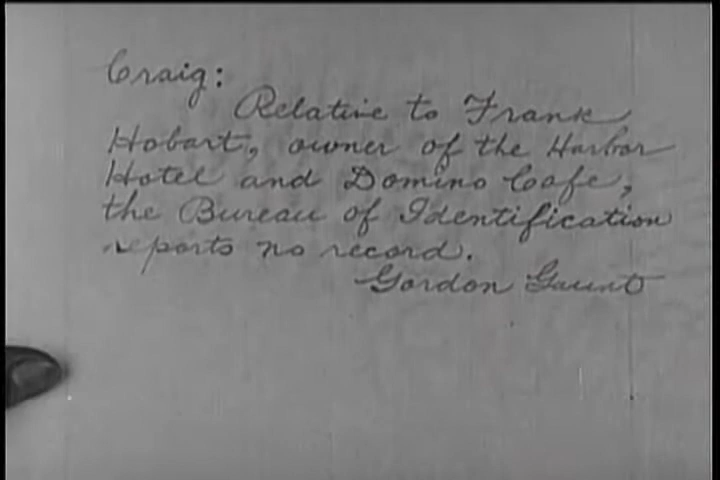 Craig:
Relative to Frank
Hobart, owner of the Harbor
Hotel and Domino Cafe,
the Bureau of Identification
reports no record.
Gordon Gaunt